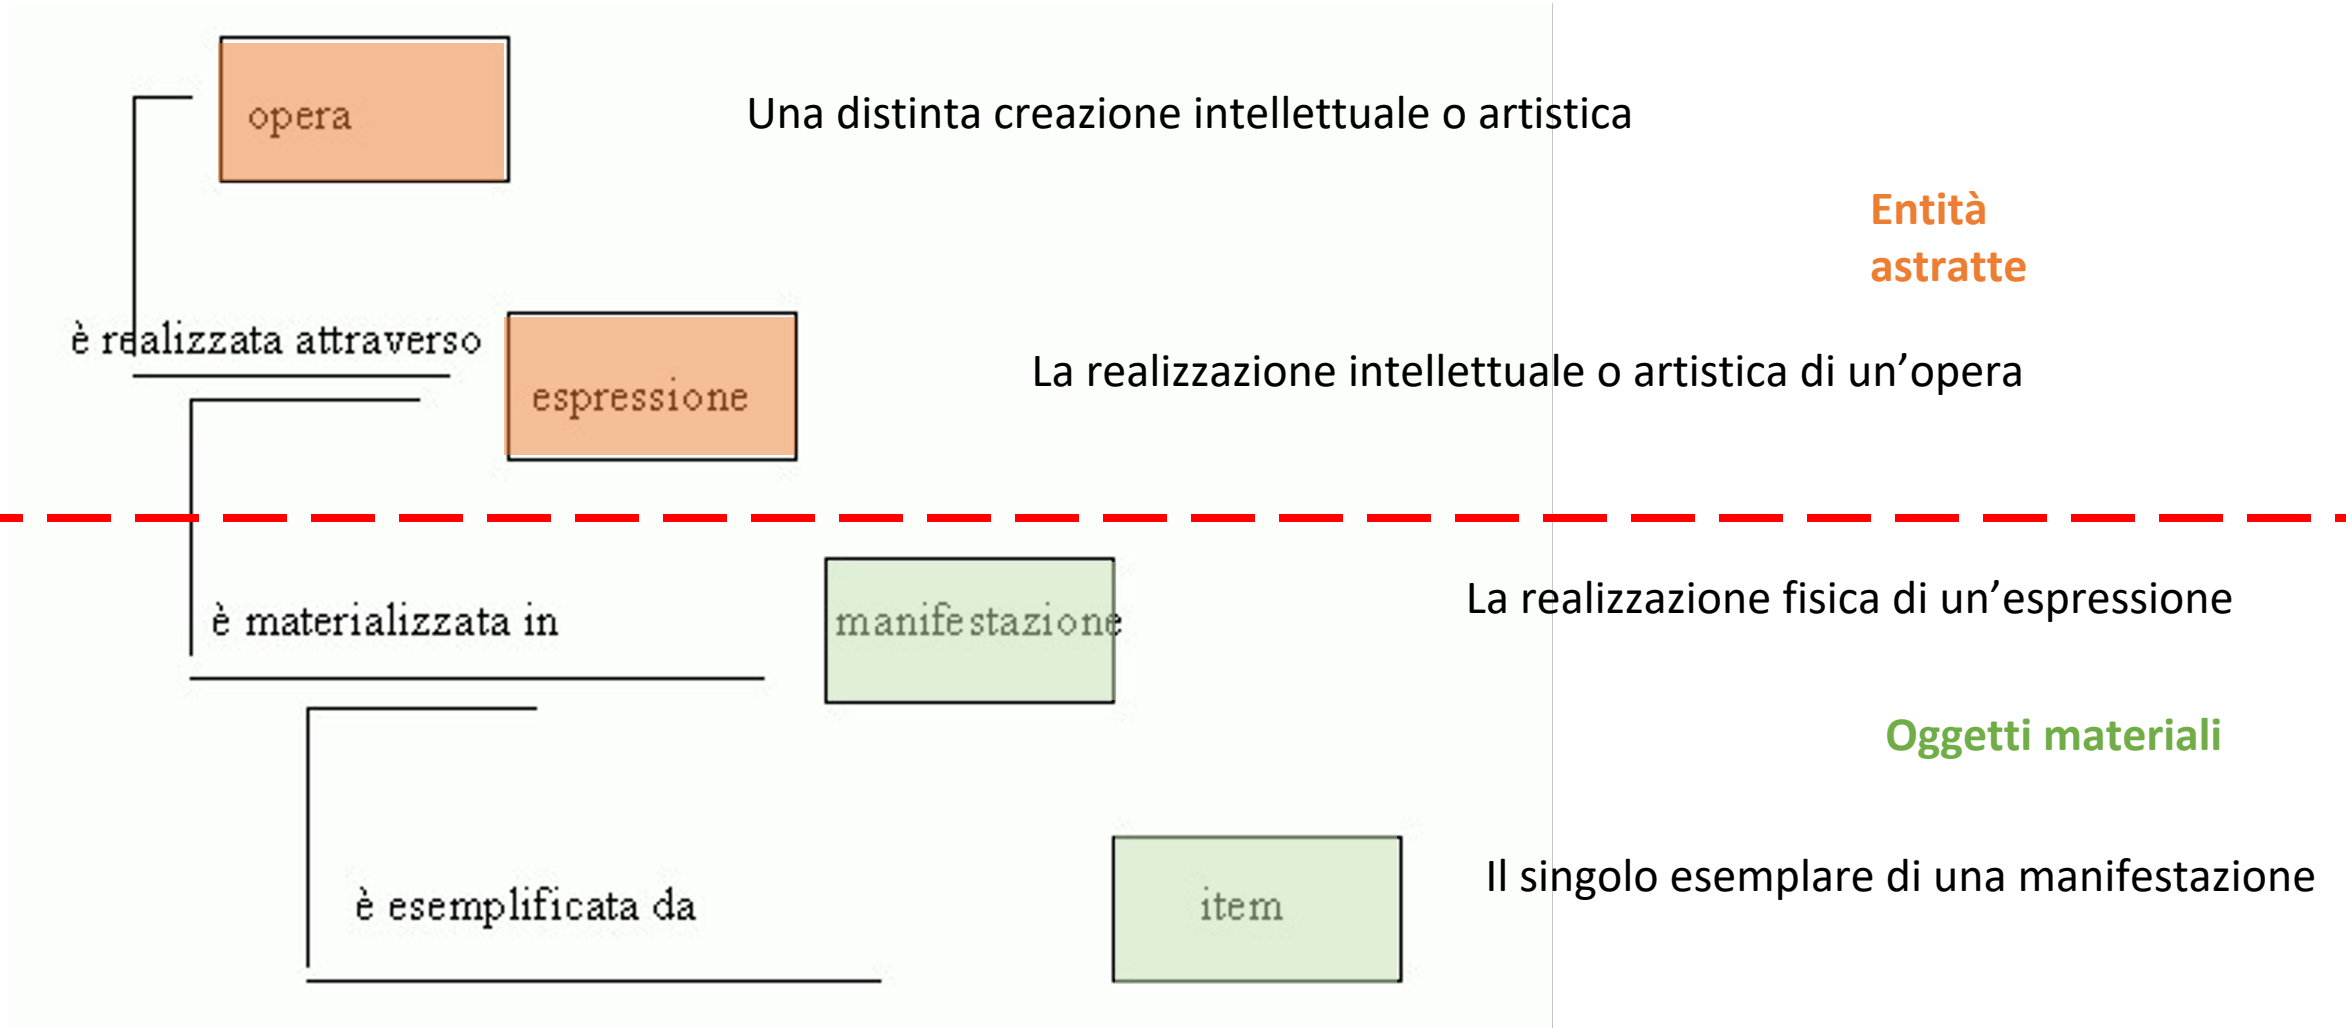 opera
Una distinta creazione intellettuale o artistica
Entità
astratte
è realizzata attraverso
espressione
La realizzazione intellettuale o artistica di un’opera
è materializzata in
manifestazione
La realizzazione fisica di un’espressione
Oggetti materiali
è esemplificata da
item
Il singolo esemplare di una manifestazione